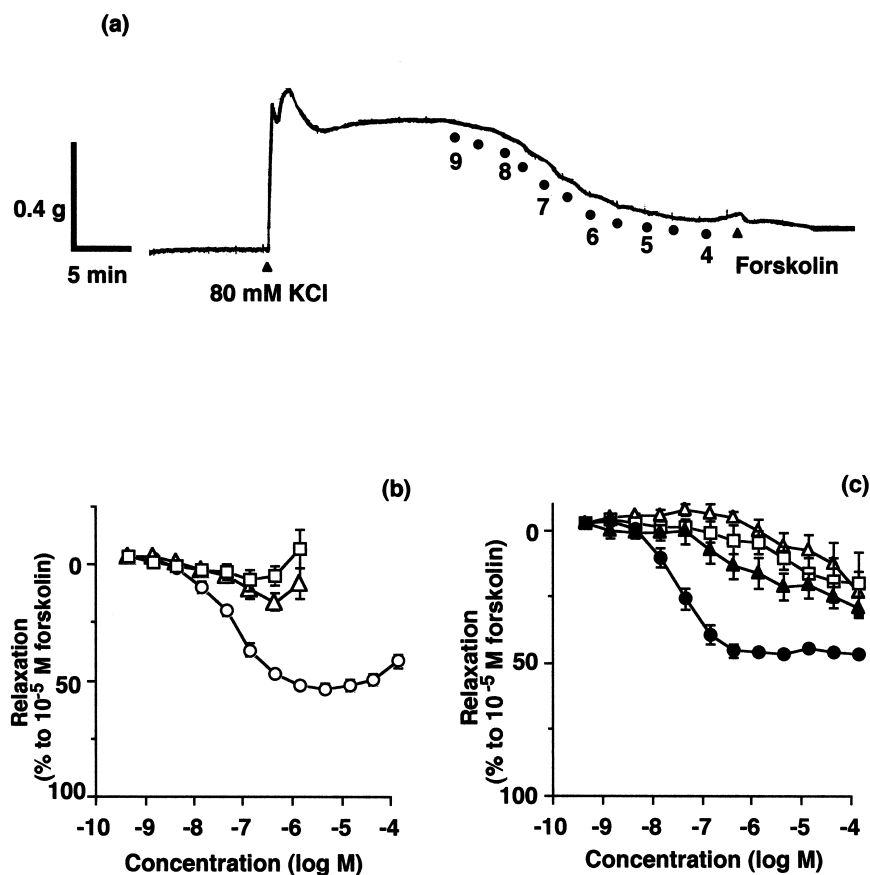 (a)
0.4 g
5 min
80 mM KCl
9
8
7
6
5
4
Forskolin
(b)
Relaxation
(% to 10⁻⁵ M forskolin)
0
50
100
-10 -9 -8 -7 -6 -5 -4
Concentration (log M)
(c)
Relaxation
(% to 10⁻⁵ M forskolin)
0
50
100
-10 -9 -8 -7 -6 -5 -4
Concentration (log M)